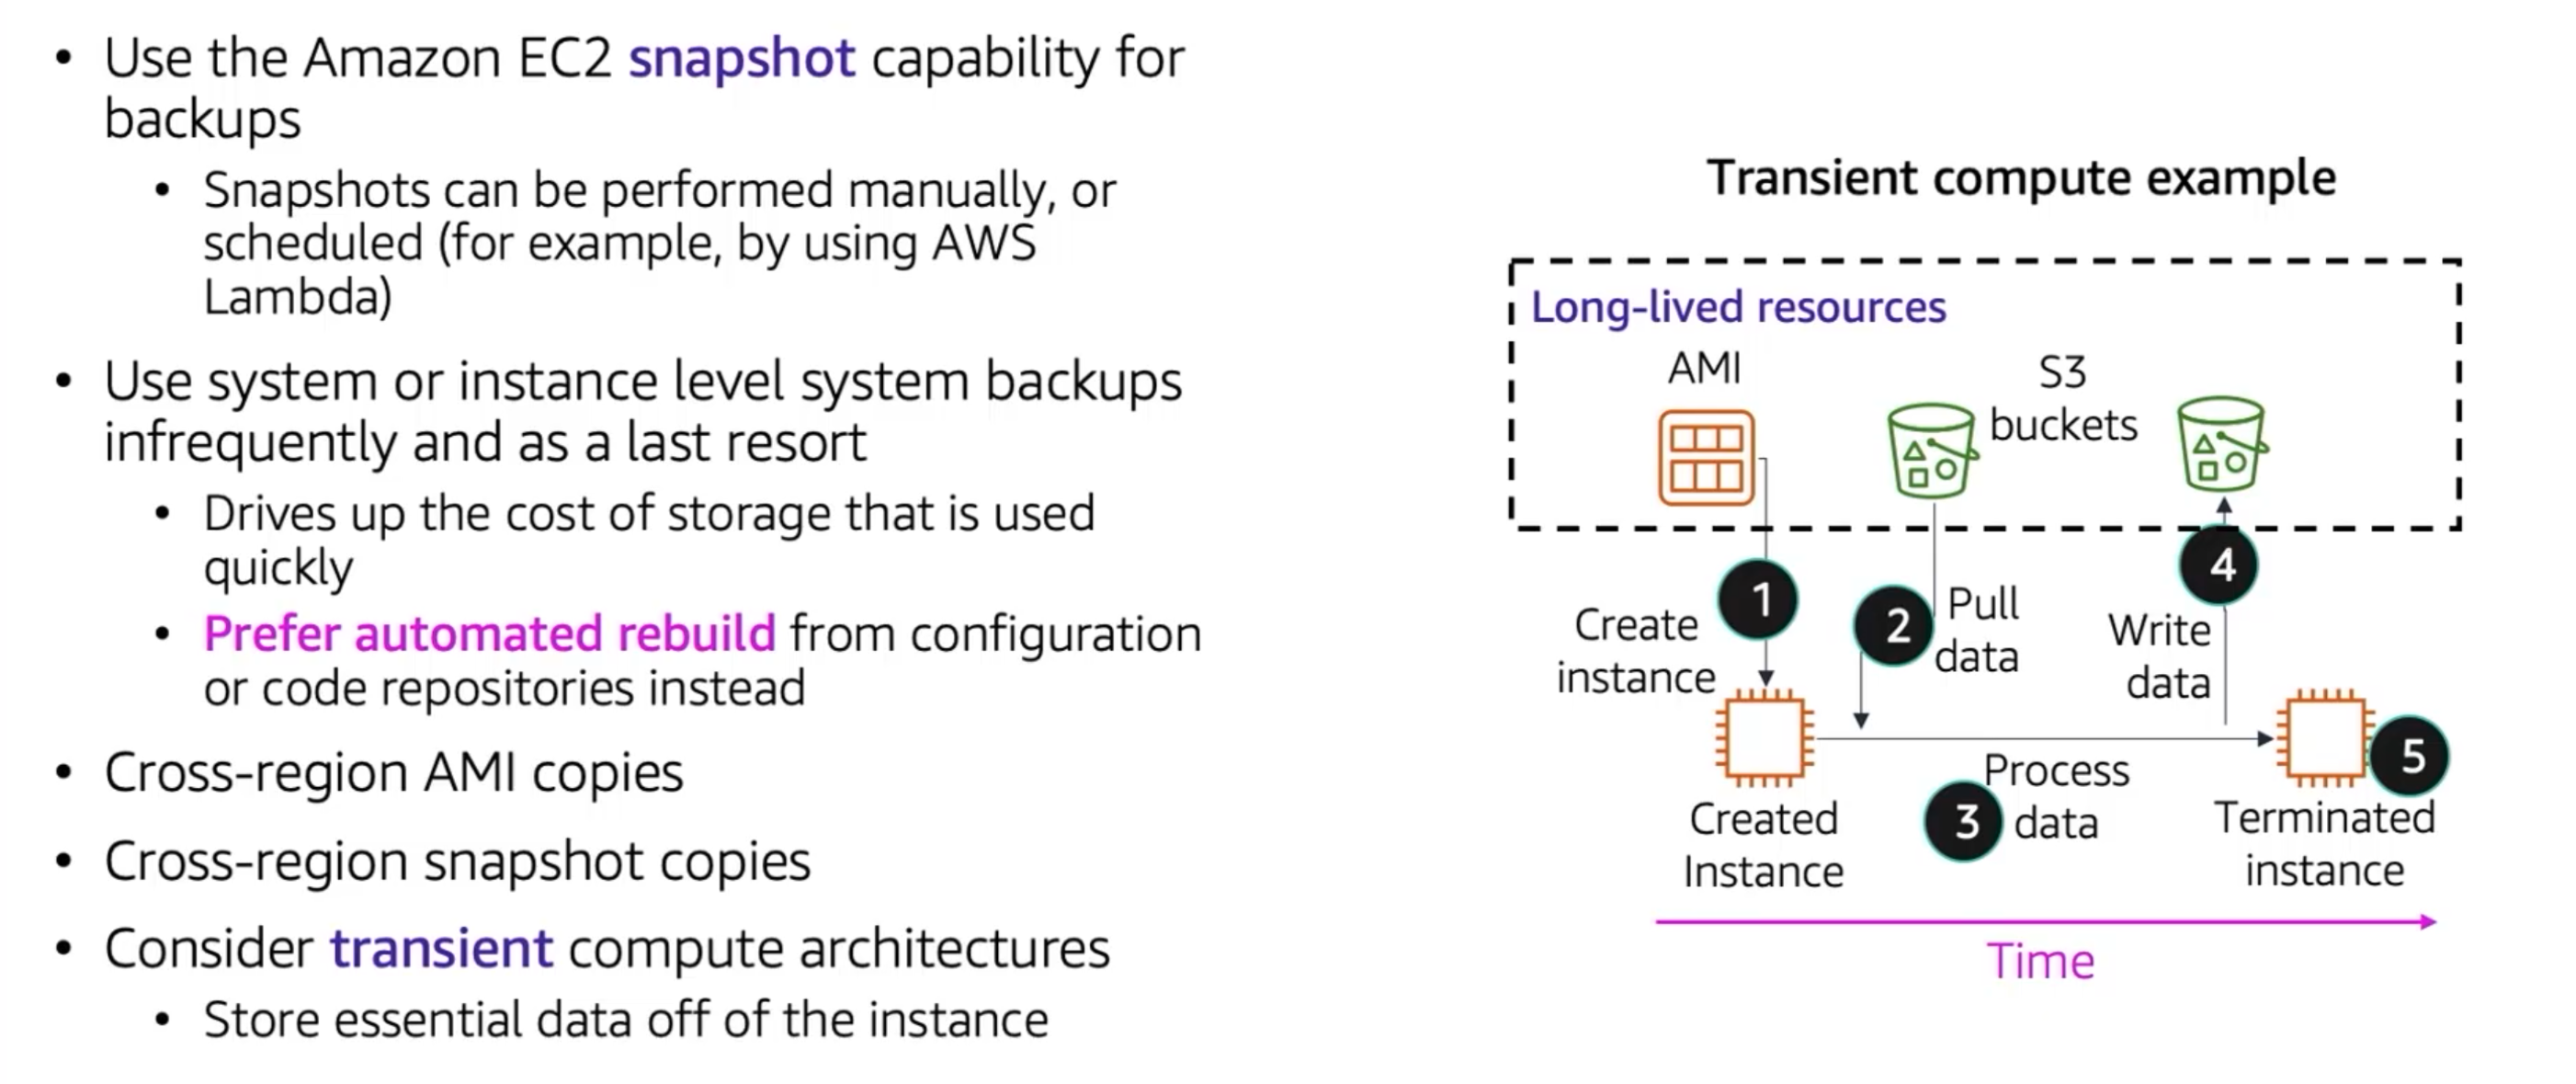 • Use the Amazon EC2 snapshot capability for
backups
• Snapshots can be performed manually, or
scheduled (for example, by using AWS
Lambda)
• Use system or instance level system backups
infrequently and as a last resort
• Drives up the cost of storage that is used
quickly
• Prefer automated rebuild from configuration
or code repositories instead
• Cross-region AMI copies
• Cross-region snapshot copies
• Consider transient compute architectures
• Store essential data off of the instance
Transient compute example
Long-lived resources
AMI
S3
buckets
1
Create
instance
2
Pull
data
4
Write
data
Created
Instance
3
Process
data
5
Terminated
instance
Time